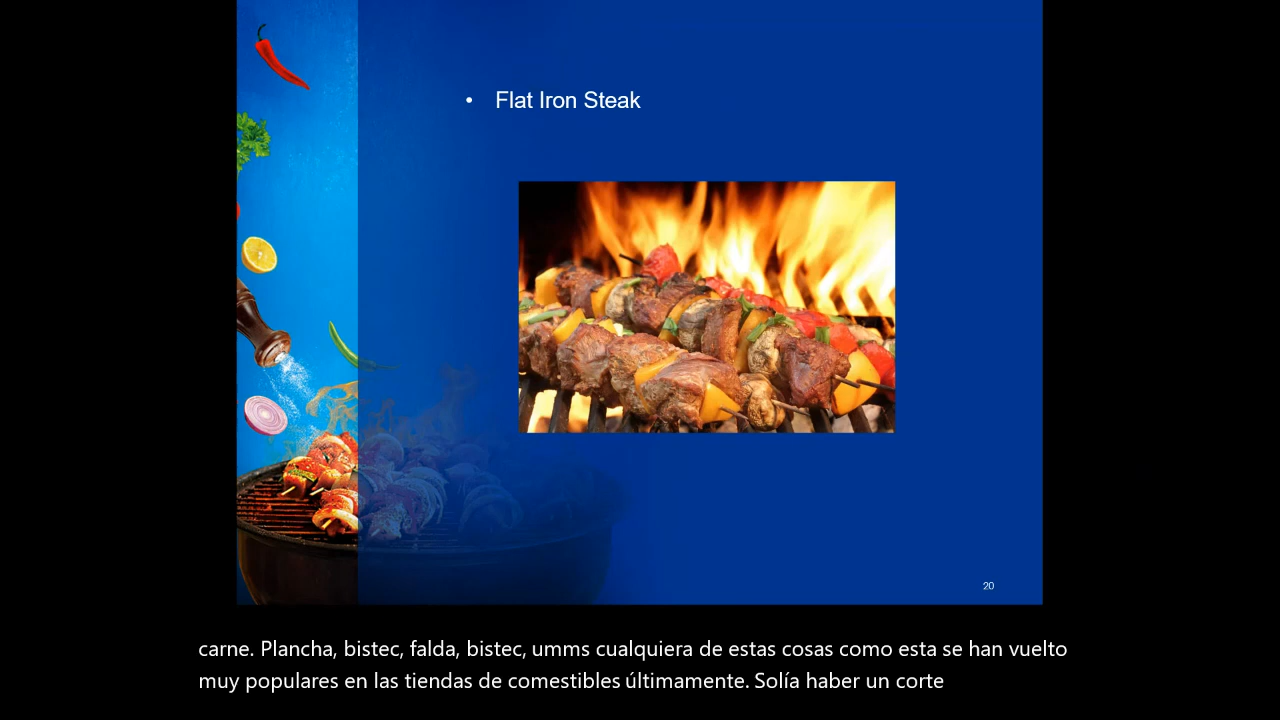 • Flat Iron Steak
20
carne. Plancha, bistec, falda, bistec, umms cualquiera de estas cosas como esta se han vuelto
muy populares en las tiendas de comestibles últimamente. Solía haber un corte